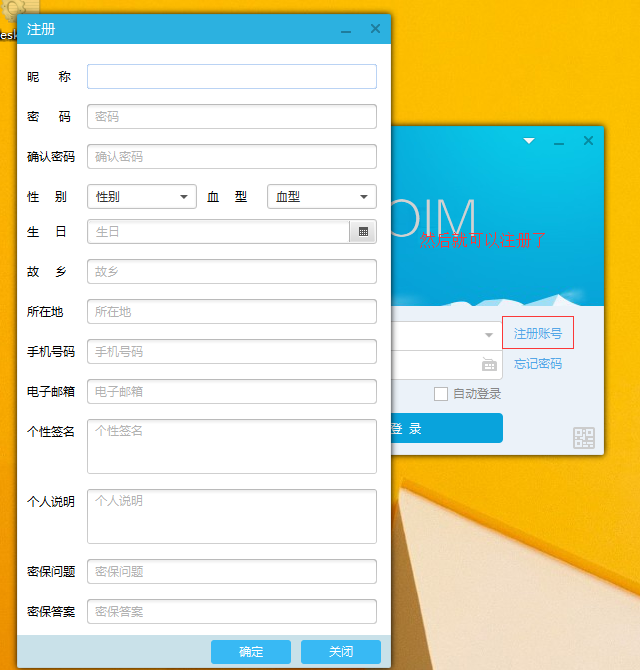 esk
注册
昵 称
密 码 密码
确认密码 确认密码
性 别 性别 血 型 血型
生 日 生日
故 乡 故乡
所在地 所在地
手机号码 手机号码
电子邮箱 电子邮箱
个性签名 个性签名
个人说明 个人说明
密保问题 密保问题
密保答案 密保答案
确定 关闭
OIM
然后就可以注册了
注册账号
忘记密码
自动登录
登 录